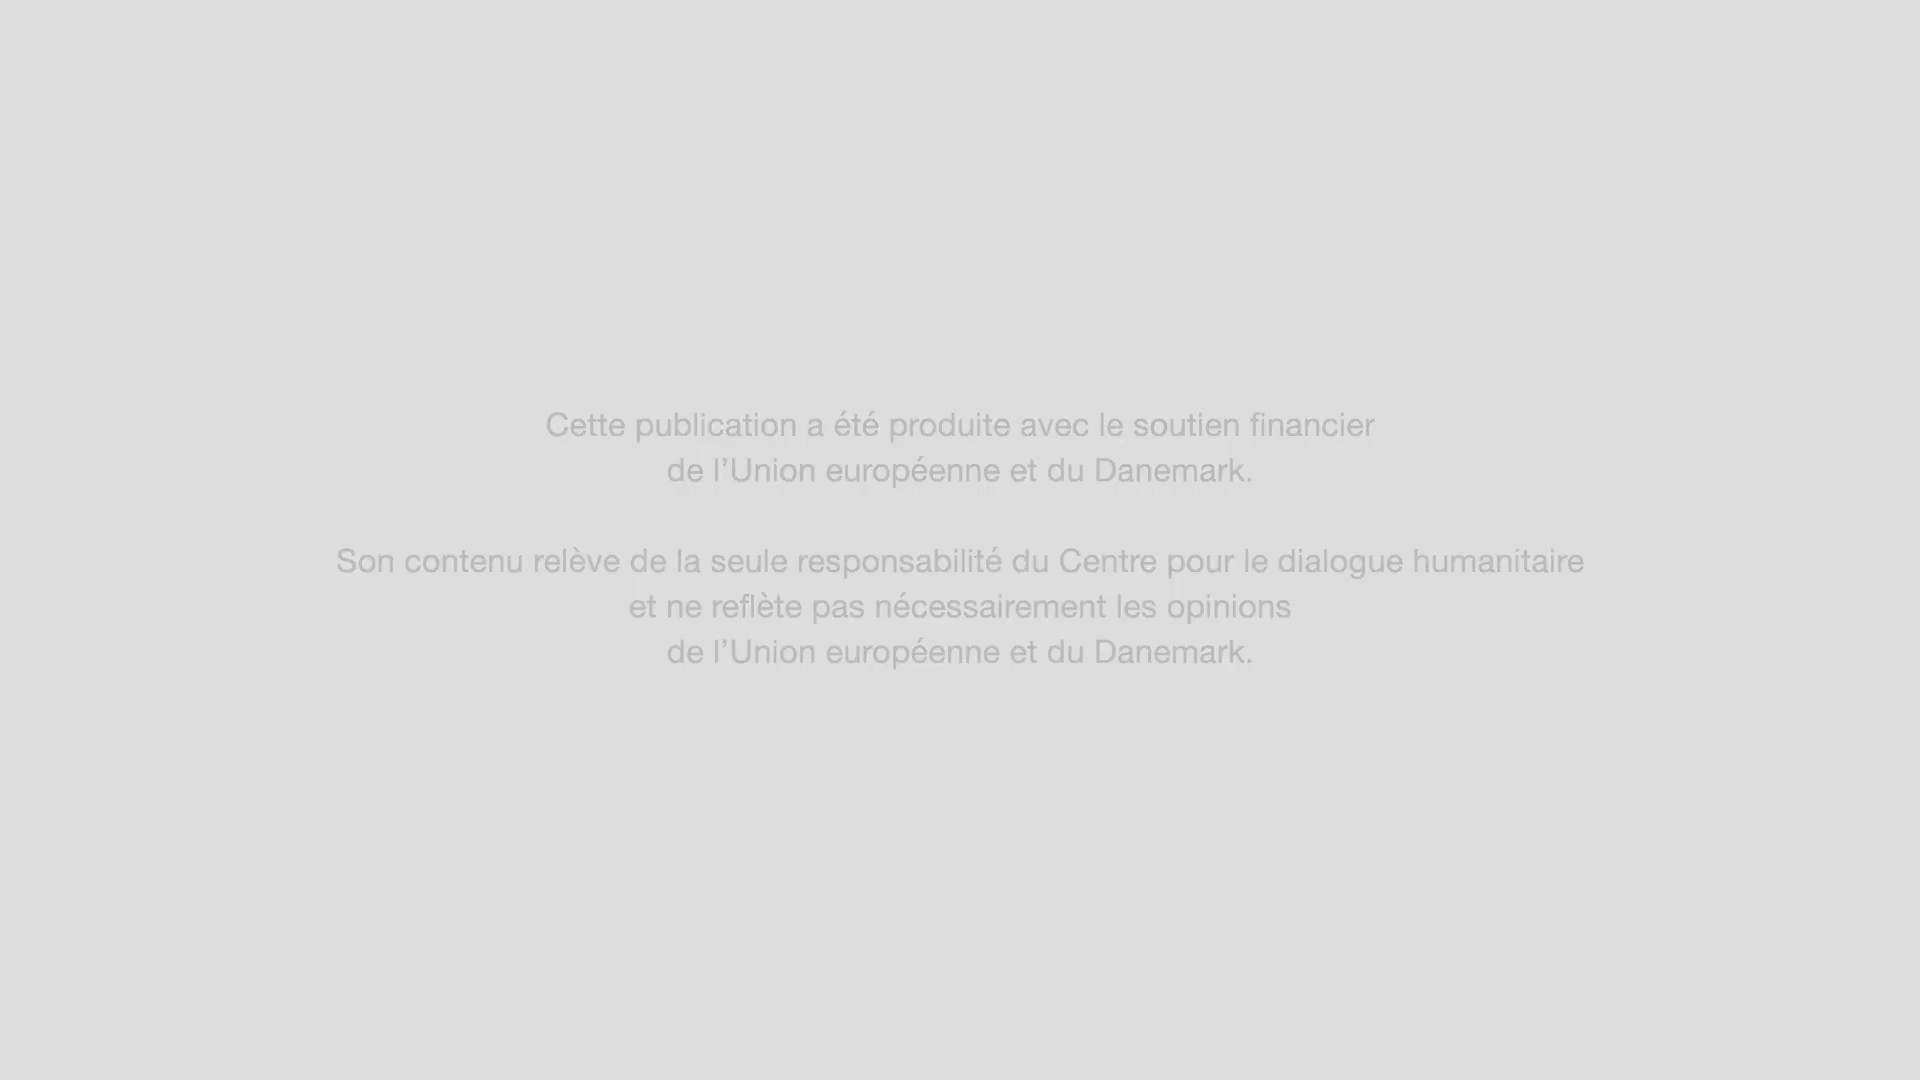 Cette publication a été produite avec le soutien financier
de l’Union européenne et du Danemark.
Son contenu relève de la seule responsabilité du Centre pour le dialogue humanitaire
et ne reflète pas nécessairement les opinions
de l’Union européenne et du Danemark.